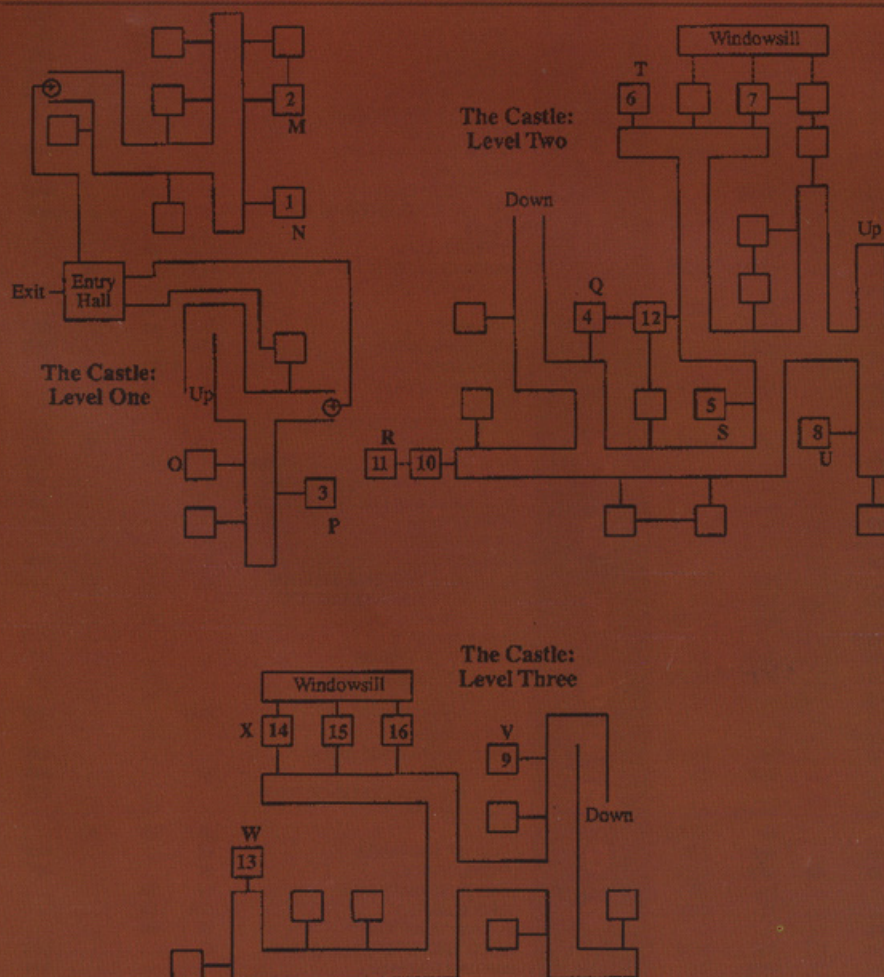 2
M
1
N
Exit
Entry
Hall
The Castle:
Level One
Up
O
3
P
Windowsill
T
6
7
The Castle:
Level Two
Down
Up
Q
4
12
5
S
R
11
10
8
U
The Castle:
Level Three
Windowsill
X
14
15
16
V
9
Down
W
13